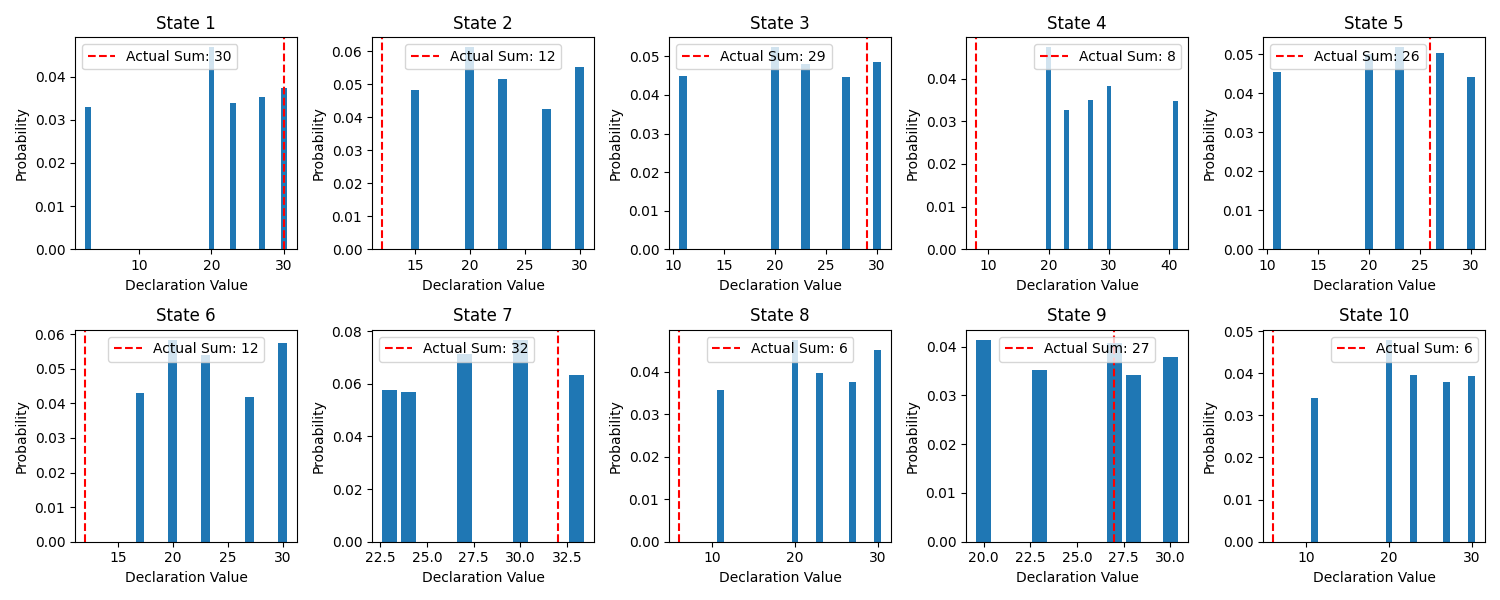 State 1
Actual Sum: 30
Probability
0.04
0.03
0.02
0.01
0.00
10 20 30
Declaration Value
State 2
Actual Sum: 12
Probability
0.06
0.05
0.04
0.03
0.02
0.01
0.00
15 20 25 30
Declaration Value
State 3
Actual Sum: 29
Probability
0.05
0.04
0.03
0.02
0.01
0.00
10 15 20 25 30
Declaration Value
State 4
Actual Sum: 8
Probability
0.04
0.03
0.02
0.01
0.00
10 20 30 40
Declaration Value
State 5
Actual Sum: 26
Probability
0.05
0.04
0.03
0.02
0.01
0.00
10 15 20 25 30
Declaration Value
State 6
Actual Sum: 12
Probability
0.06
0.05
0.04
0.03
0.02
0.01
0.00
15 20 25 30
Declaration Value
State 7
Actual Sum: 32
Probability
0.08
0.06
0.04
0.02
0.00
22.5 25.0 27.5 30.0 32.5
Declaration Value
State 8
Actual Sum: 6
Probability
0.04
0.03
0.02
0.01
0.00
10 20 30
Declaration Value
State 9
Actual Sum: 27
Probability
0.04
0.03
0.02
0.01
0.00
20.0 22.5 25.0 27.5 30.0
Declaration Value
State 10
Actual Sum: 6
Probability
0.05
0.04
0.03
0.02
0.01
0.00
10 20 30
Declaration Value